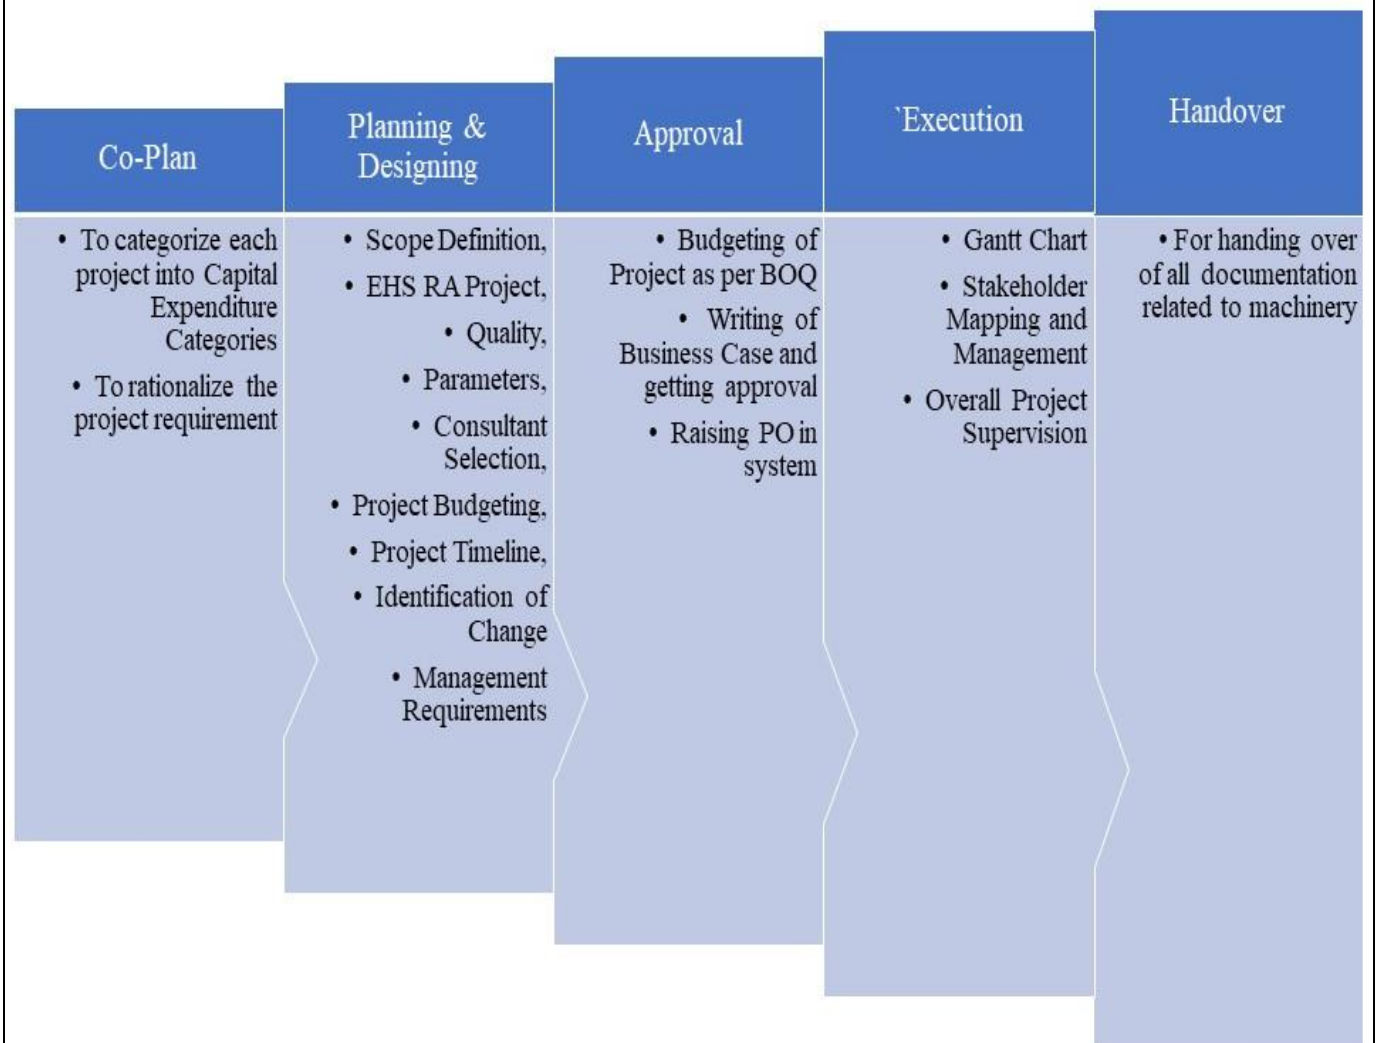 Co-Plan
• To categorize each
project into Capital
Expenditure
Categories
• To rationalize the
project requirement
Planning &
Designing
• Scope Definition,
• EHS RA Project,
• Quality,
• Parameters,
• Consultant
Selection,
• Project Budgeting,
• Project Timeline,
• Identification of
Change
• Management
Requirements
Approval
• Budgeting of
Project as per BOQ
• Writing of
Business Case and
getting approval
• Raising PO in
system
`Execution
• Gantt Chart
• Stakeholder
Mapping and
Management
• Overall Project
Supervision
Handover
• For handing over
of all documentation
related to machinery